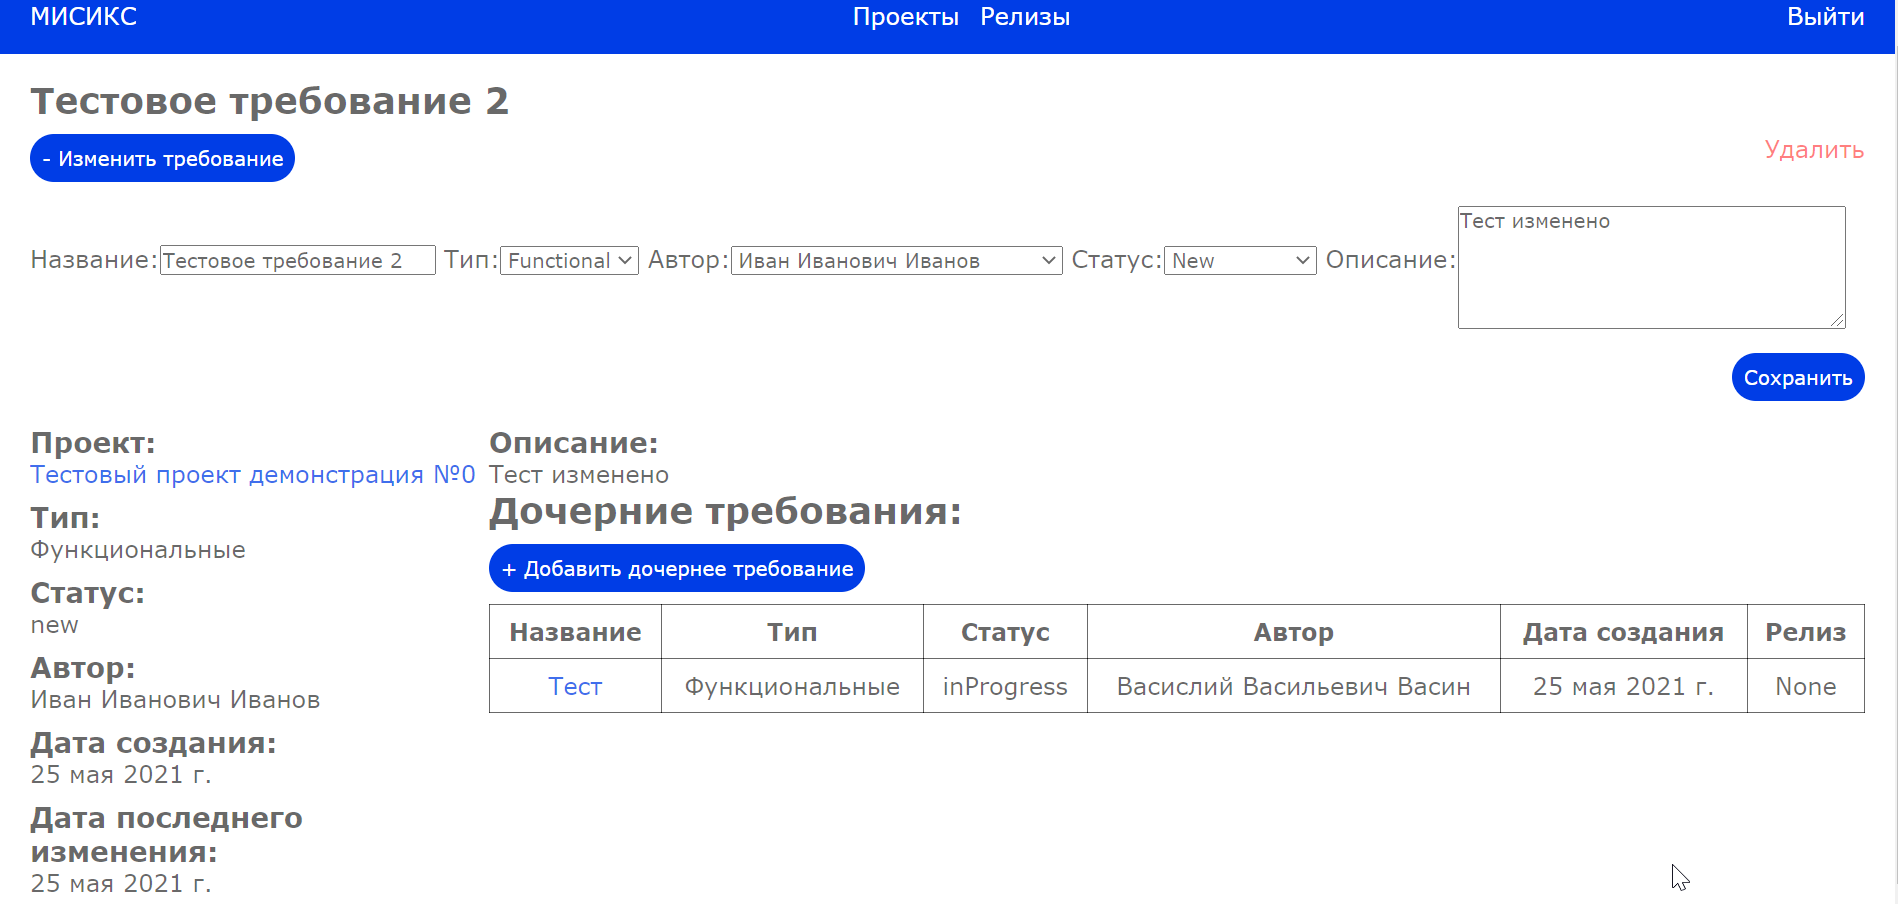 МИСИКС Проекты Релизы Выйти
Тестовое требование 2
- Изменить требование Удалить
Название: Тестовое требование 2 Тип: Functional Автор: Иван Иванович Иванов Статус: New Описание: Тест изменено
Сохранить
Проект:
Тестовый проект демонстрация №0
Тип:
Функциональные
Статус:
new
Автор:
Иван Иванович Иванов
Дата создания:
25 мая 2021 г.
Дата последнего
изменения:
25 мая 2021 г.
Описание:
Тест изменено
Дочерние требования:
+ Добавить дочернее требование
Название Тип Статус Автор Дата создания Релиз
Тест Функциональные inProgress Васислий Васильевич Васин 25 мая 2021 г. None